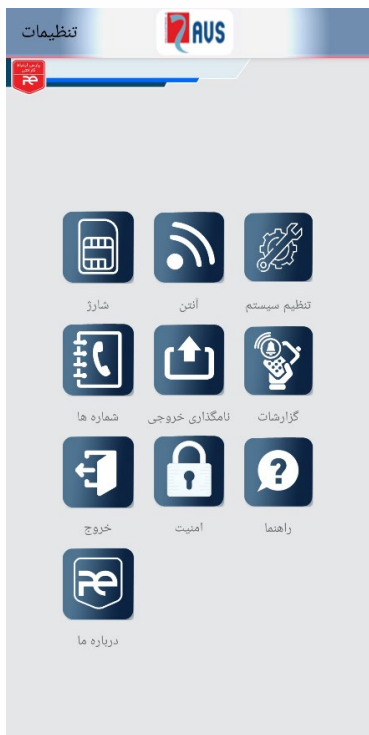 تنظیمات
AVS
تنظیم سیستم
آنتن
شارژ
گزارشات
نامگذاری خروجی
شماره ها
راهنما
امنیت
خروج
درباره ما